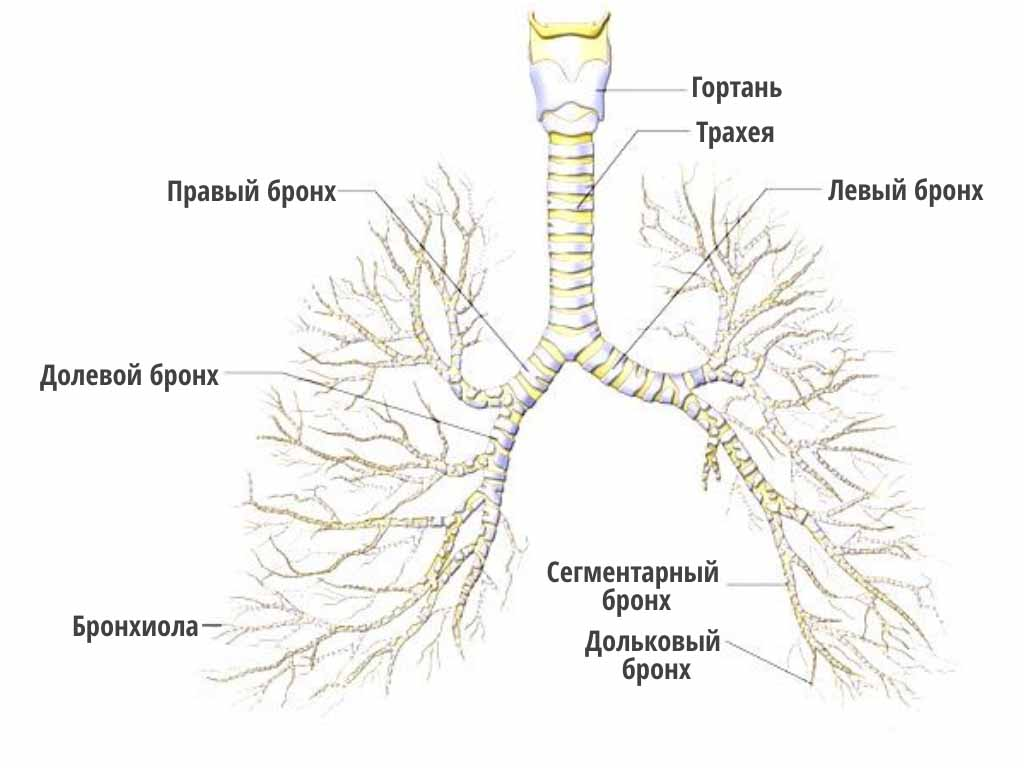 Гортань
Трахея
Правый бронх
Левый бронх
Долевой бронх
Сегментарный
бронх
Бронхиола
Дольковый
бронх